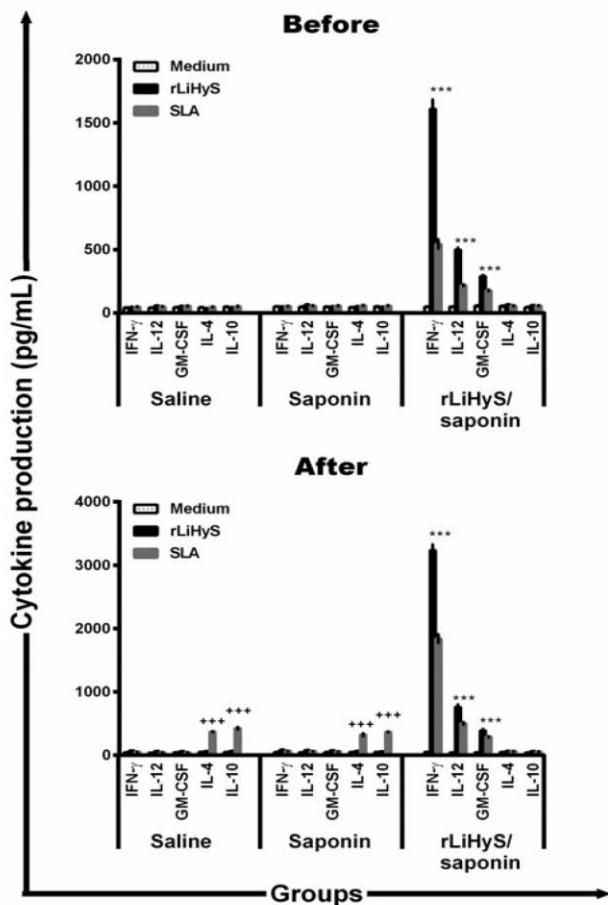 Before
Cytokine production (pg/mL)
2000
1500
1000
500
0
Medium
rLiHyS
SLA
***
***
***
IFN-γ
IL-12
GM-CSF
IL-4
IL-10
IFN-γ
IL-12
GM-CSF
IL-4
IL-10
IFN-γ
IL-12
GM-CSF
IL-4
IL-10
Saline
Saponin
rLiHyS/
saponin
After
4000
3000
2000
1000
0
Medium
rLiHyS
SLA
+++
+++
+++
+++
***
***
***
IFN-γ
IL-12
GM-CSF
IL-4
IL-10
IFN-γ
IL-12
GM-CSF
IL-4
IL-10
IFN-γ
IL-12
GM-CSF
IL-4
IL-10
Saline
Saponin
rLiHyS/
saponin
Groups